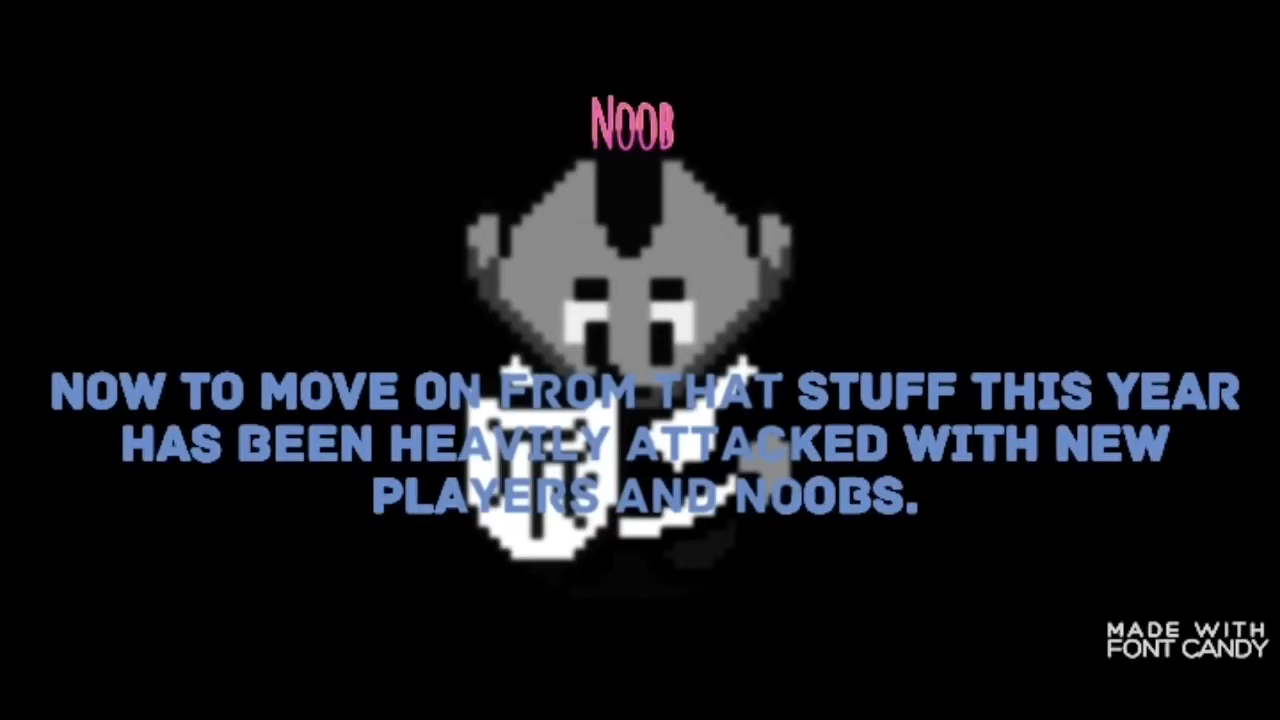 NOOB
NOW TO MOVE ON FROM THAT STUFF THIS YEAR
HAS BEEN HEAVILY ATTACKED WITH NEW
PLAYERS AND NOOBS.
MADE WITH
FONT CANDY